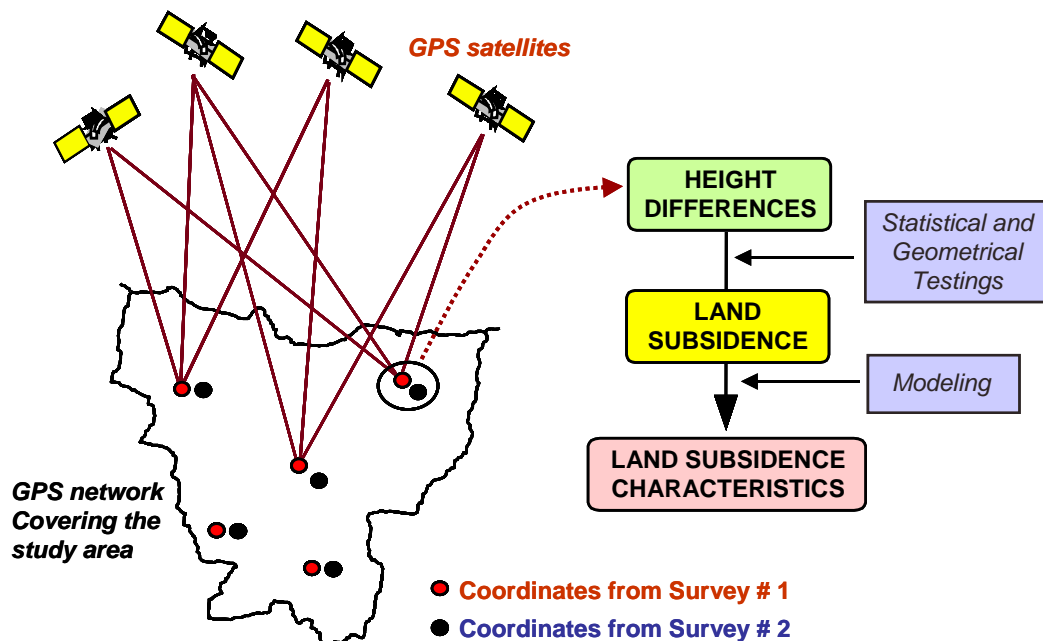 GPS satellites
HEIGHT
DIFFERENCES
Statistical and
Geometrical
Testings
LAND
SUBSIDENCE
Modeling
LAND SUBSIDENCE
CHARACTERISTICS
GPS network
Covering the
study area
Coordinates from Survey # 1
Coordinates from Survey # 2